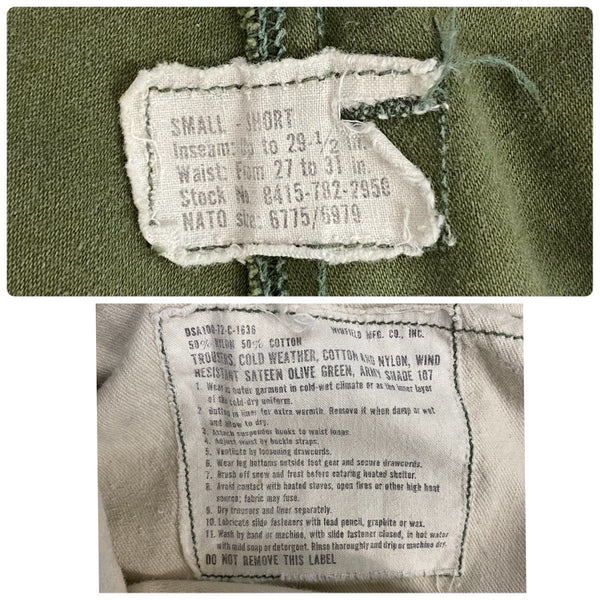 SMALL - SHORT
Inseam: Up to 29-1/2 in.
Waist: From 27 to 31 in
Stock Nr 8415-782-2950
NATO size: 6775/6979
DSA100-72-C-1636 WINFIELD MFG. CO., INC.
50% NYLON 50% COTTON
TROUSERS, COLD WEATHER, COTTON AND NYLON, WIND
RESISTANT SATEEN OLIVE GREEN, ARMY SHADE 107
1. Wear as outer garment in cold-wet climate or as the inner layer
of the cold-dry uniform.
2. Button in liner for extra warmth. Remove it when damp or wet
and allow to dry.
3. Attach suspender hooks to waist loops.
4. Adjust waist by buckle straps.
5. Ventilate by loosening drawcords.
6. Wear leg bottoms outside foot gear and secure drawcords.
7. Brush off snow and frost before entering heated shelter.
8. Avoid contact with heated stoves, open fires or other high heat
source; fabric may fuse.
9. Dry trousers and liner separately.
10. Lubricate slide fasteners with lead pencil, graphite or wax.
11. Wash by hand or machine, with slide fastener closed, in hot water
with mild soap or detergent. Rinse thoroughly and drip or machine dry.
DO NOT REMOVE THIS LABEL